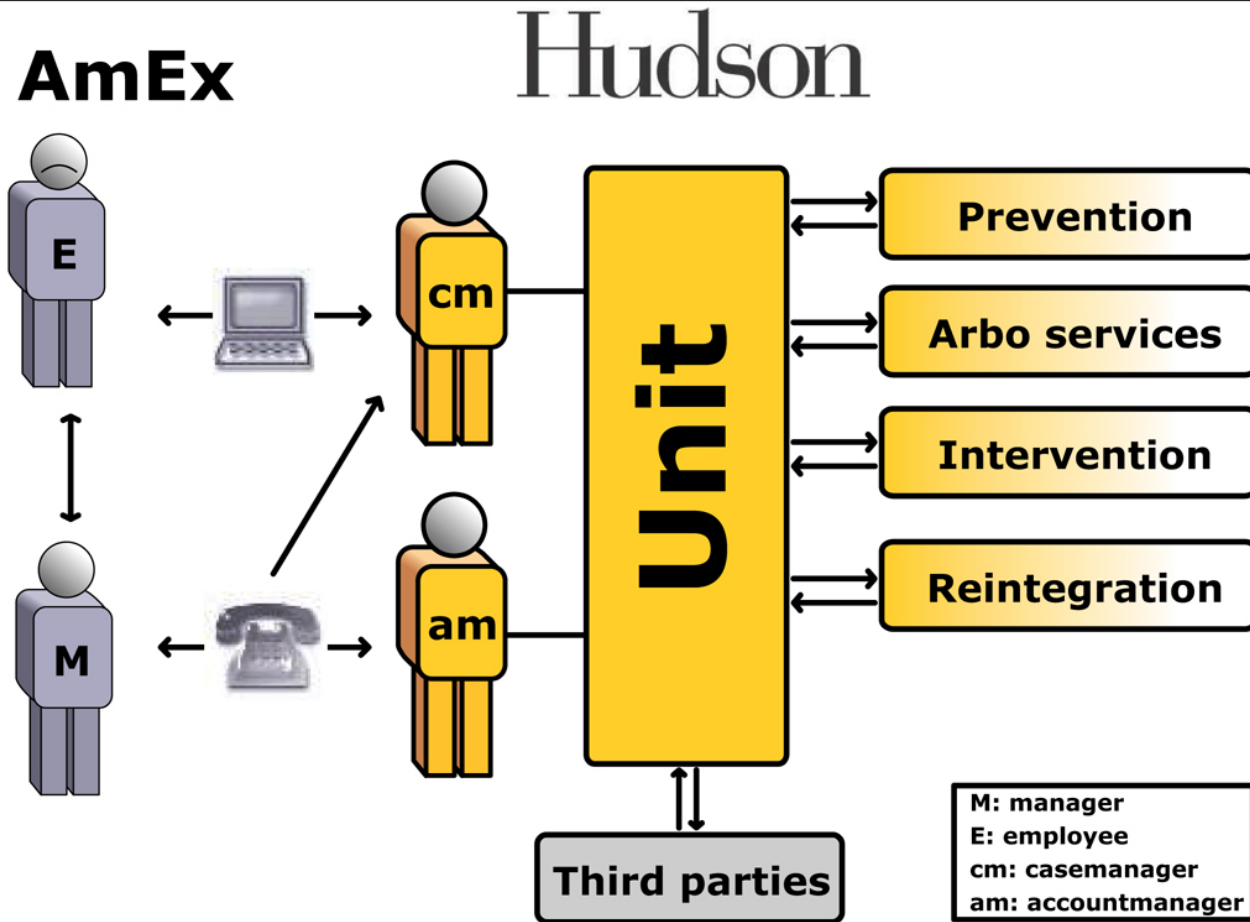 AmEx
Hudson
E
M
cm
am
Unit
Prevention
Arbo services
Intervention
Reintegration
Third parties
M: manager
E: employee
cm: casemanager
am: accountmanager